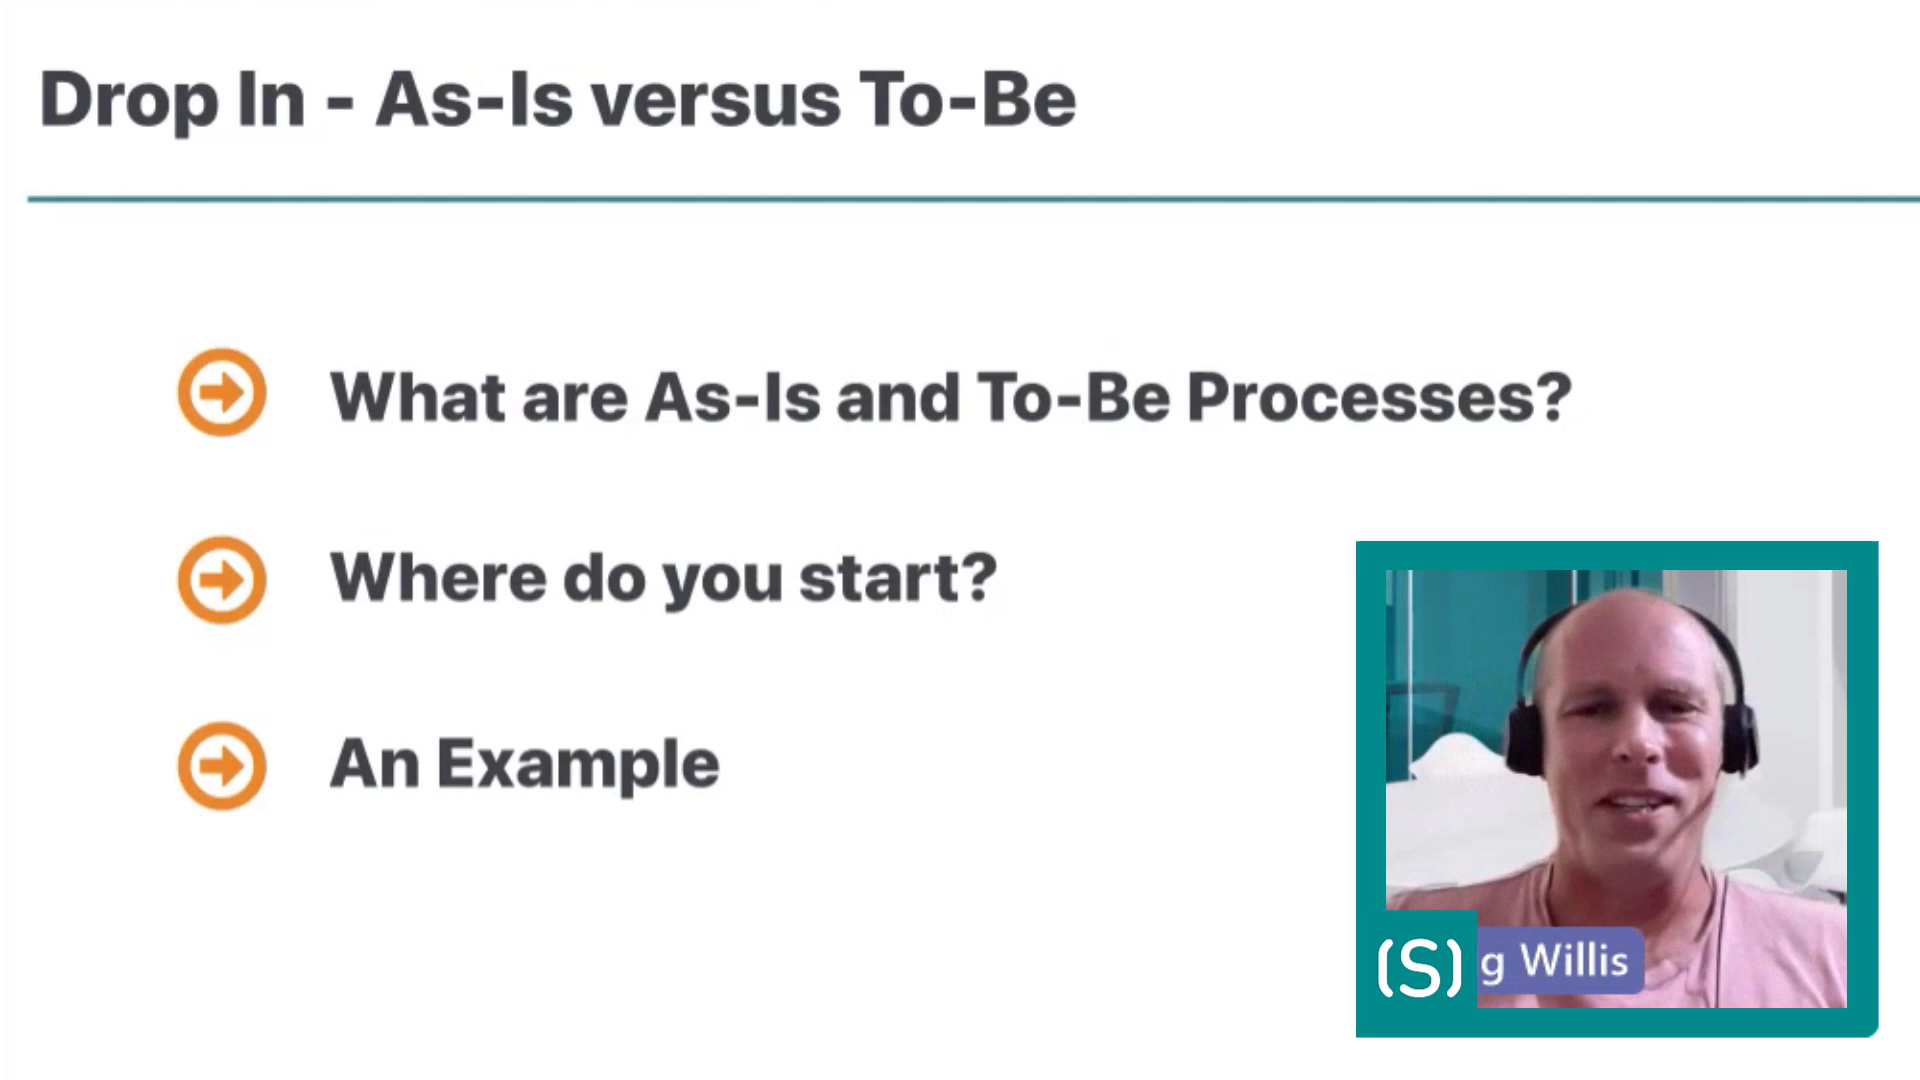 Drop In - As-Is versus To-Be
What are As-Is and To-Be Processes?
Where do you start?
An Example
(S) g Willis